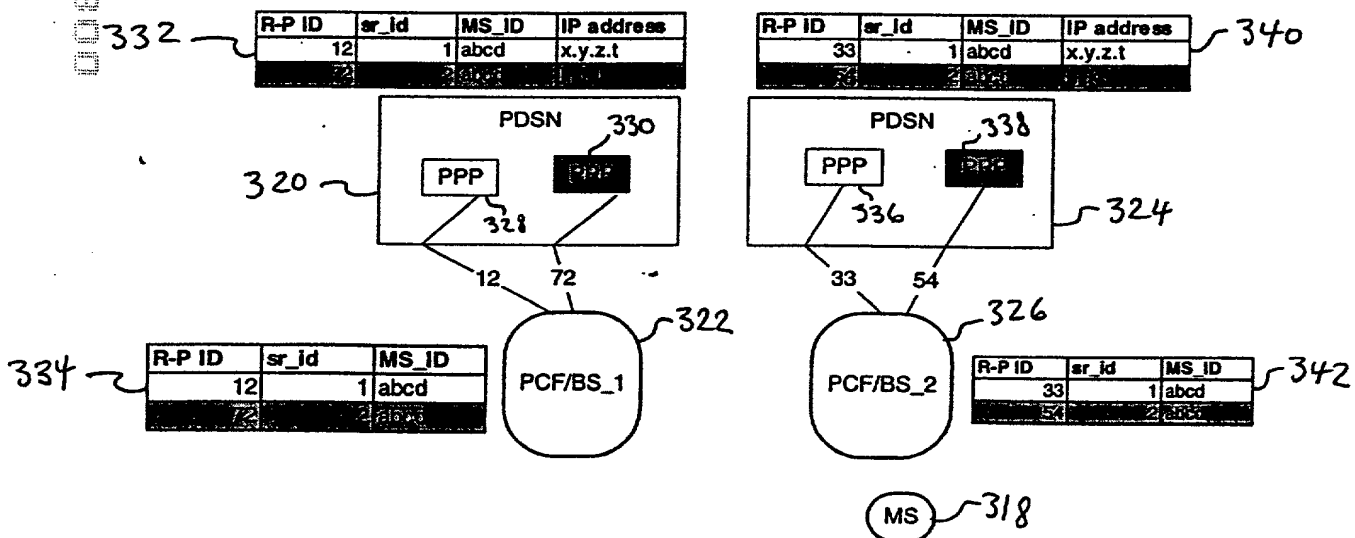 332
R-P ID sr_id MS_ID IP address
12 1 abcd x.y.z.t
72 2 abcd
R-P ID sr_id MS_ID IP address
33 1 abcd x.y.z.t
54 2 abcd
340
PDSN
330
PPP
PPP
328
320
PDSN
338
PPP
PPP
336
324
12
72
33
54
322
326
334
R-P ID sr_id MS_ID
12 1 abcd
72 2 abcd
PCF/BS_1
PCF/BS_2
R-P ID sr_id MS_ID
33 1 abcd
54 2 abcd
342
MS
318